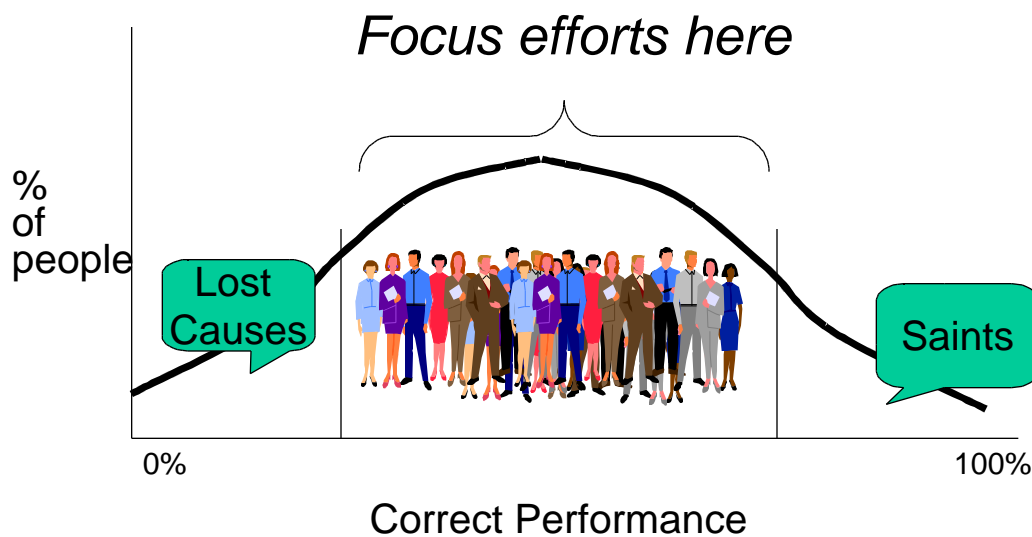 Focus efforts here
%
of
people
Lost
Causes
Saints
0%
100%
Correct Performance